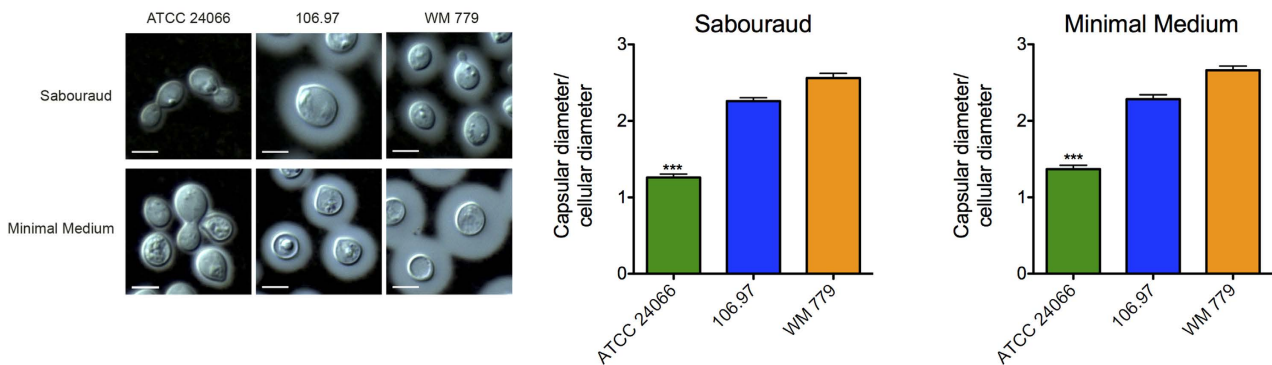 ATCC 24066
106.97
WM 779
Sabouraud
Minimal Medium
Sabouraud
Capsular diameter/
cellular diameter
3
2
1
0
***
ATCC 24066
106.97
WM 779
Minimal Medium
Capsular diameter/
cellular diameter
3
2
1
0
***
ATCC 24066
106.97
WM 779